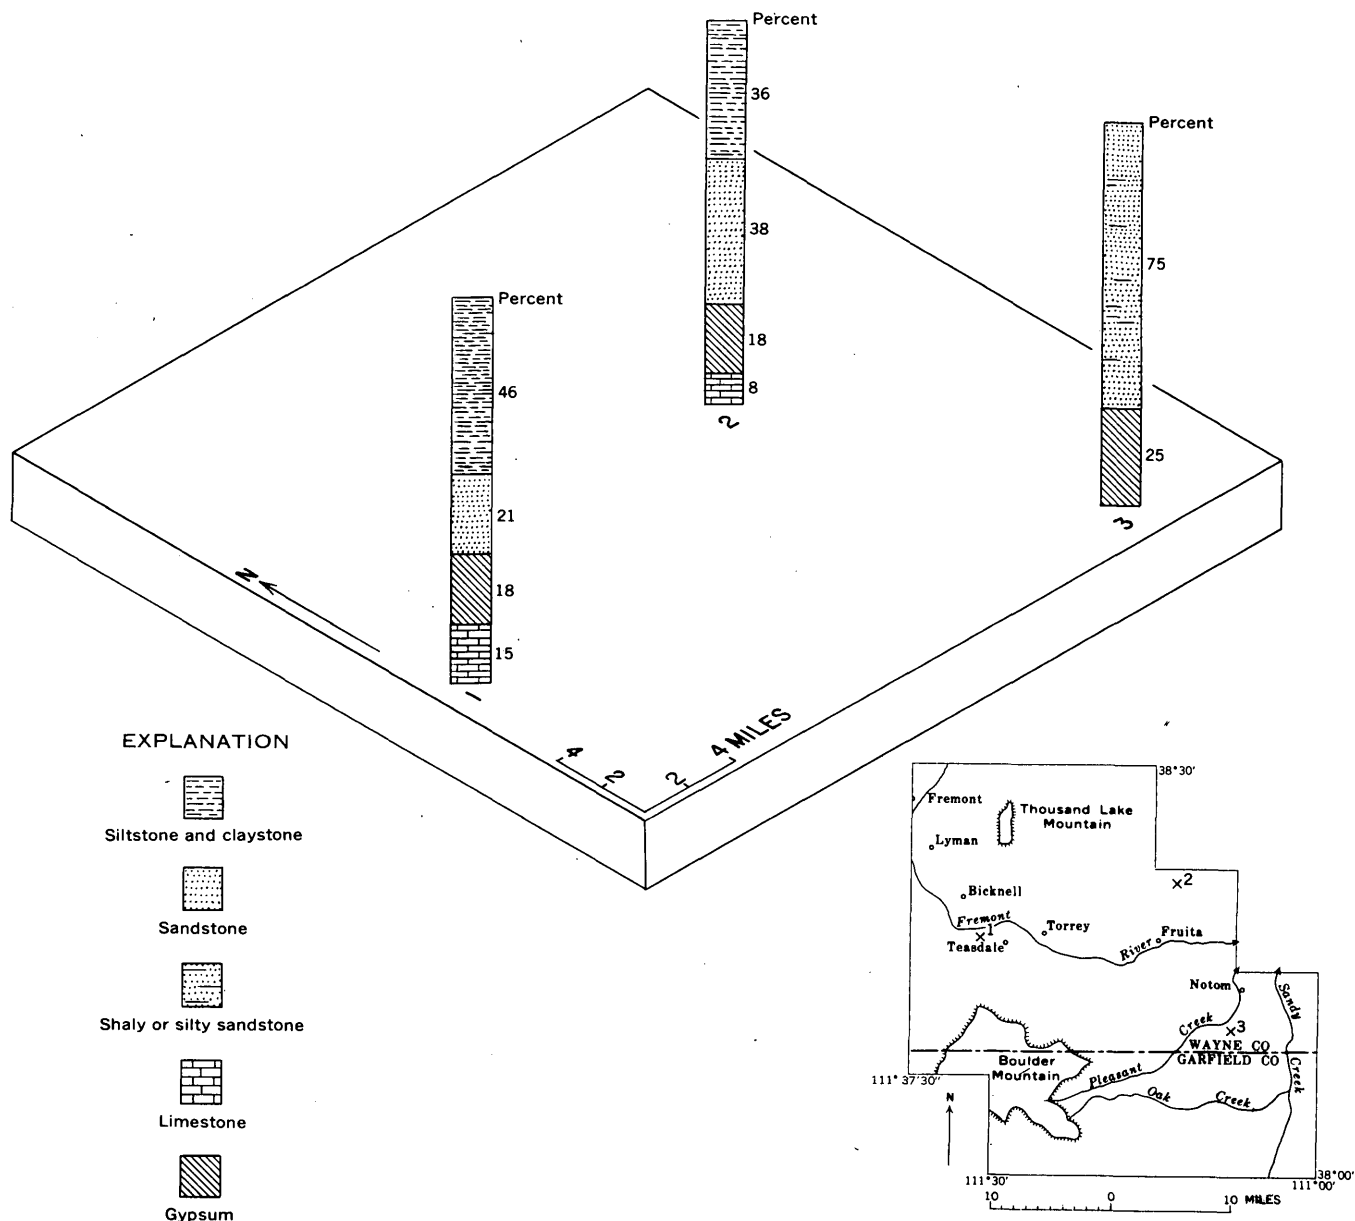 Percent
36
38
18
8
2
Percent
75
25
3
Percent
46
21
18
15
1
N
4
2
2
4 MILES
EXPLANATION
Siltstone and claystone
Sandstone
Shaly or silty sandstone
Limestone
Gypsum
38°30'
Fremont
Thousand Lake
Mountain
Lyman
2
Bicknell
Fremont
1
Torrey
Teasdale
River
Fruita
Notom
Sandy
Creek
3
WAYNE CO
GARFIELD CO
Boulder
Mountain
Creek
111° 37'30"
Pleasant
Oak
Creek
N
111°30'
38°00'
111°00'
10
0
10 MILES